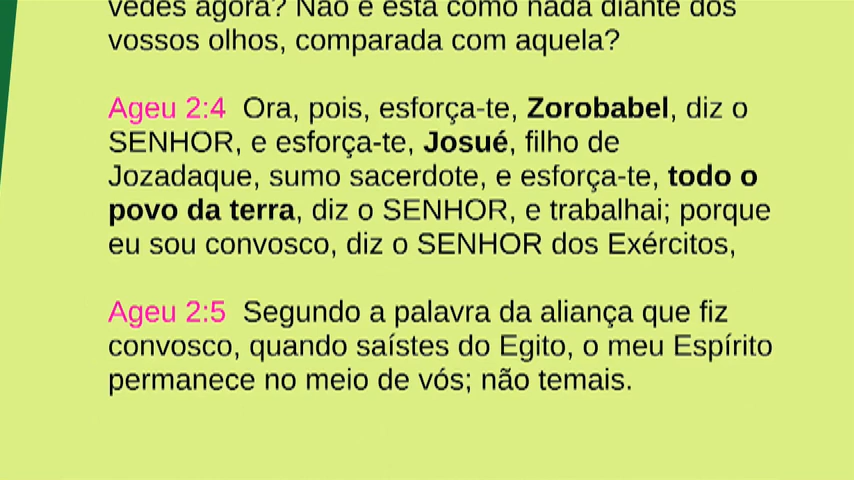 vedes agora? Não é esta como nada diante dos
vossos olhos, comparada com aquela?
Ageu 2:4 Ora, pois, esforça-te, Zorobabel, diz o
SENHOR, e esforça-te, Josué, filho de
Jozadaque, sumo sacerdote, e esforça-te, todo o
povo da terra, diz o SENHOR, e trabalhai; porque
eu sou convosco, diz o SENHOR dos Exércitos,
Ageu 2:5 Segundo a palavra da aliança que fiz
convosco, quando saístes do Egito, o meu Espírito
permanece no meio de vós; não temais.